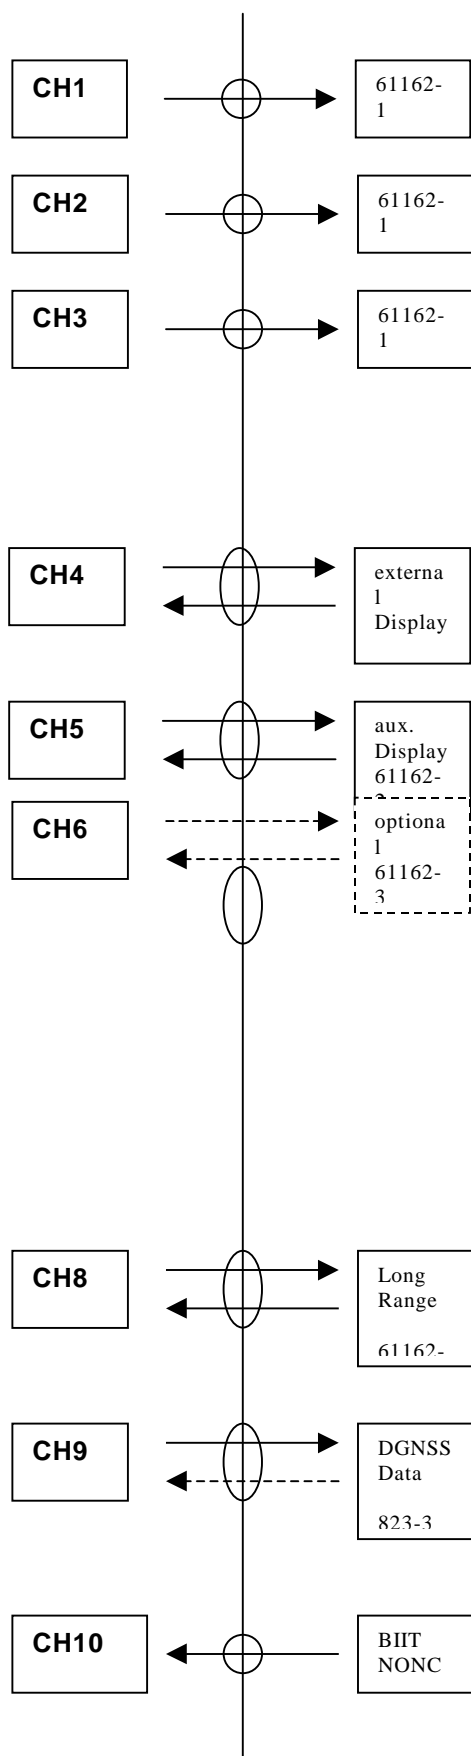 CH1
61162-
1
CH2
61162-
1
CH3
61162-
1
CH4
externa
l
Display
CH5
aux.
Display
61162-
CH6
optiona
l
61162-
3
CH8
Long
Range
61162-
CH9
DGNSS
Data
823-3
CH10
BIIT
NONC